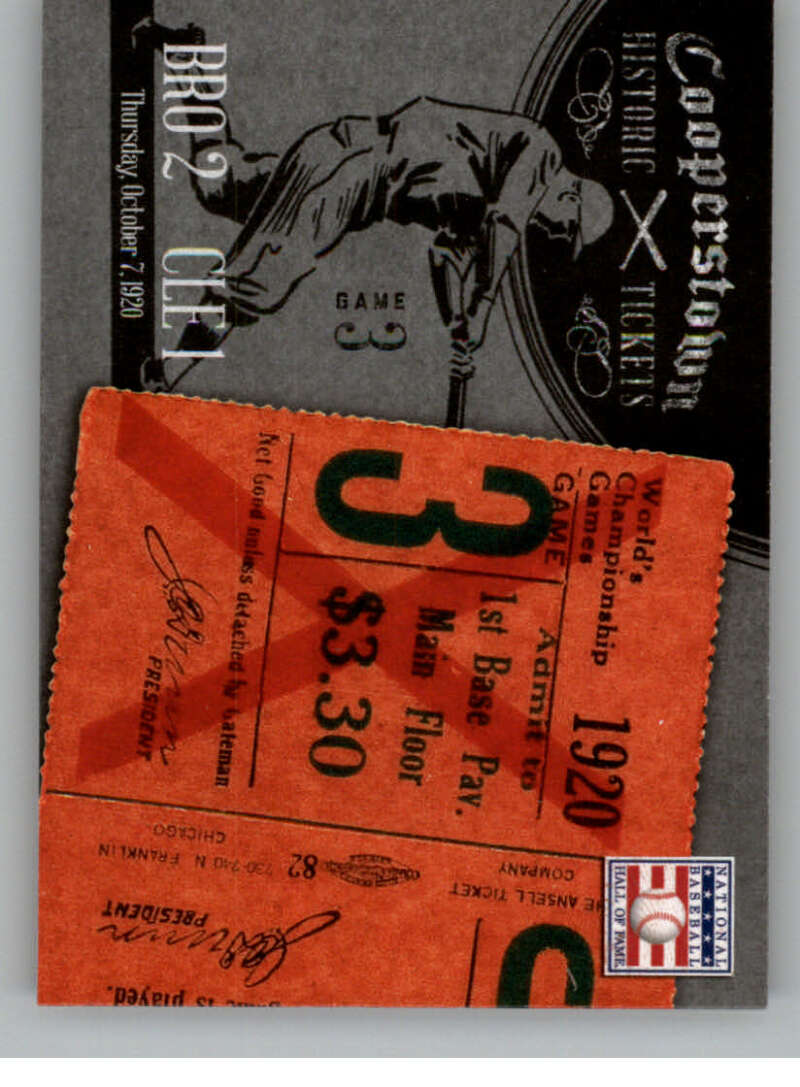 Cooperstown
HISTORIC X TICKETS
GAME
3
BRO 2 CLE 1
Thursday, October 7, 1920
World's
Championship
Games
1920
GAME
3
Admit to
1st Base Pav.
Main Floor
$3.30
Not Good unless detached by Gateman
PRESIDENT
THE ANSELL TICKET
COMPANY
82
730-740 N. FRANKLIN
CHICAGO
PRESIDENT
is played.
NATIONAL
BASEBALL
HALL OF FAME